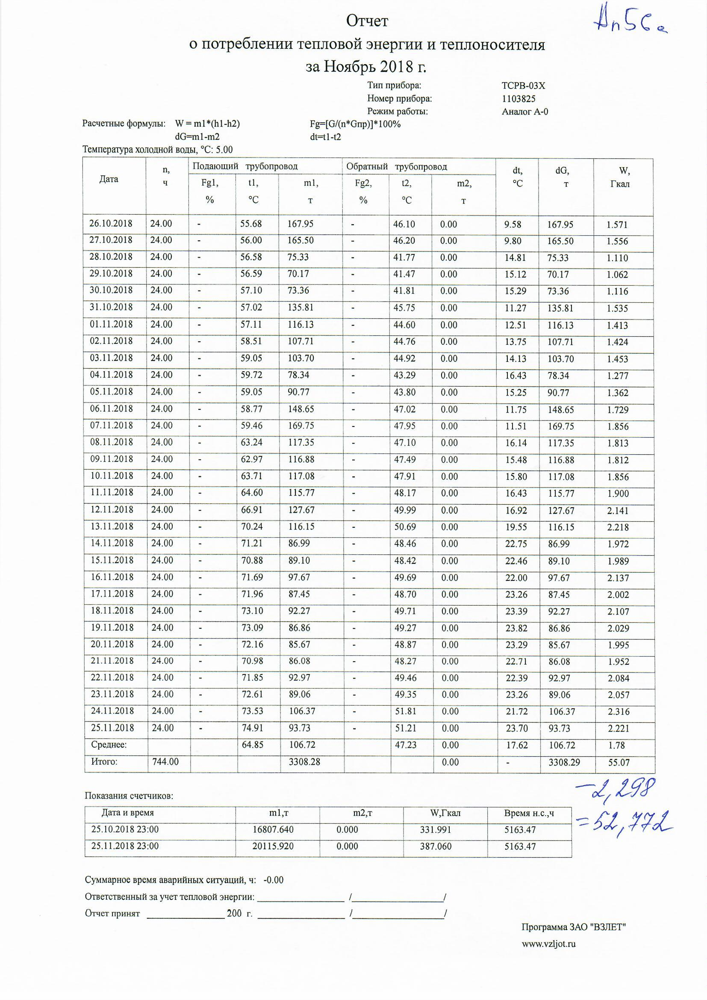 Ап56а
Отчет
о потреблении тепловой энергии и теплоносителя
за Ноябрь 2018 г.
Тип прибора: ТСРВ-03Х
Номер прибора: 1103825
Режим работы: Аналог А-0
Расчетные формулы: W = m1*(h1-h2) Fg=[G/(n*Gпр)]*100%
dG=m1-m2 dt=t1-t2
Температура холодной воды, °C: 5.00
Дата n, ч Подающий трубопровод Обратный трубопровод dt, °C dG, т W, Гкал
Fg1, % t1, °C m1, т Fg2, % t2, °C m2, т
26.10.2018 24.00 - 55.68 167.95 - 46.10 0.00 9.58 167.95 1.571
27.10.2018 24.00 - 56.00 165.50 - 46.20 0.00 9.80 165.50 1.556
28.10.2018 24.00 - 56.58 75.33 - 41.77 0.00 14.81 75.33 1.110
29.10.2018 24.00 - 56.59 70.17 - 41.47 0.00 15.12 70.17 1.062
30.10.2018 24.00 - 57.10 73.36 - 41.81 0.00 15.29 73.36 1.116
31.10.2018 24.00 - 57.02 135.81 - 45.75 0.00 11.27 135.81 1.535
01.11.2018 24.00 - 57.11 116.13 - 44.60 0.00 12.51 116.13 1.413
02.11.2018 24.00 - 58.51 107.71 - 44.76 0.00 13.75 107.71 1.424
03.11.2018 24.00 - 59.05 103.70 - 44.92 0.00 14.13 103.70 1.453
04.11.2018 24.00 - 59.72 78.34 - 43.29 0.00 16.43 78.34 1.277
05.11.2018 24.00 - 59.05 90.77 - 43.80 0.00 15.25 90.77 1.362
06.11.2018 24.00 - 58.77 148.65 - 47.02 0.00 11.75 148.65 1.729
07.11.2018 24.00 - 59.46 169.75 - 47.95 0.00 11.51 169.75 1.856
08.11.2018 24.00 - 63.24 117.35 - 47.10 0.00 16.14 117.35 1.813
09.11.2018 24.00 - 62.97 116.88 - 47.49 0.00 15.48 116.88 1.812
10.11.2018 24.00 - 63.71 117.08 - 47.91 0.00 15.80 117.08 1.856
11.11.2018 24.00 - 64.60 115.77 - 48.17 0.00 16.43 115.77 1.900
12.11.2018 24.00 - 66.91 127.67 - 49.99 0.00 16.92 127.67 2.141
13.11.2018 24.00 - 70.24 116.15 - 50.69 0.00 19.55 116.15 2.218
14.11.2018 24.00 - 71.21 86.99 - 48.46 0.00 22.75 86.99 1.972
15.11.2018 24.00 - 70.88 89.10 - 48.42 0.00 22.46 89.10 1.989
16.11.2018 24.00 - 71.69 97.67 - 49.69 0.00 22.00 97.67 2.137
17.11.2018 24.00 - 71.96 87.45 - 48.70 0.00 23.26 87.45 2.002
18.11.2018 24.00 - 73.10 92.27 - 49.71 0.00 23.39 92.27 2.107
19.11.2018 24.00 - 73.09 86.86 - 49.27 0.00 23.82 86.86 2.029
20.11.2018 24.00 - 72.16 85.67 - 48.87 0.00 23.29 85.67 1.995
21.11.2018 24.00 - 70.98 86.08 - 48.27 0.00 22.71 86.08 1.952
22.11.2018 24.00 - 71.85 92.97 - 49.46 0.00 22.39 92.97 2.084
23.11.2018 24.00 - 72.61 89.06 - 49.35 0.00 23.26 89.06 2.057
24.11.2018 24.00 - 73.53 106.37 - 51.81 0.00 21.72 106.37 2.316
25.11.2018 24.00 - 74.91 93.73 - 51.21 0.00 23.70 93.73 2.221
Среднее: 64.85 106.72 47.23 0.00 17.62 106.72 1.78
Итого: 744.00 3308.28 0.00 - 3308.29 55.07
-2,298
=52,772
Показания счетчиков:
Дата и время m1,т m2,т W,Гкал Время н.с.,ч
25.10.2018 23:00 16807.640 0.000 331.991 5163.47
25.11.2018 23:00 20115.920 0.000 387.060 5163.47
Суммарное время аварийных ситуаций, ч: -0.00
Ответственный за учет тепловой энергии: ________________ /________________/
Отчет принят ________________ 200 г. ________________ /________________/
Программа ЗАО "ВЗЛЕТ"
www.vzljot.ru